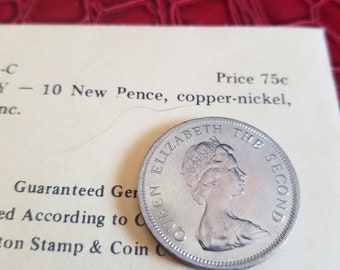 -C
Price 75c
Y — 10 New Pence, copper-nickel,
nc.
QUEEN ELIZABETH THE SECOND
Guaranteed Gen
ed According to C
ton Stamp & Coin C